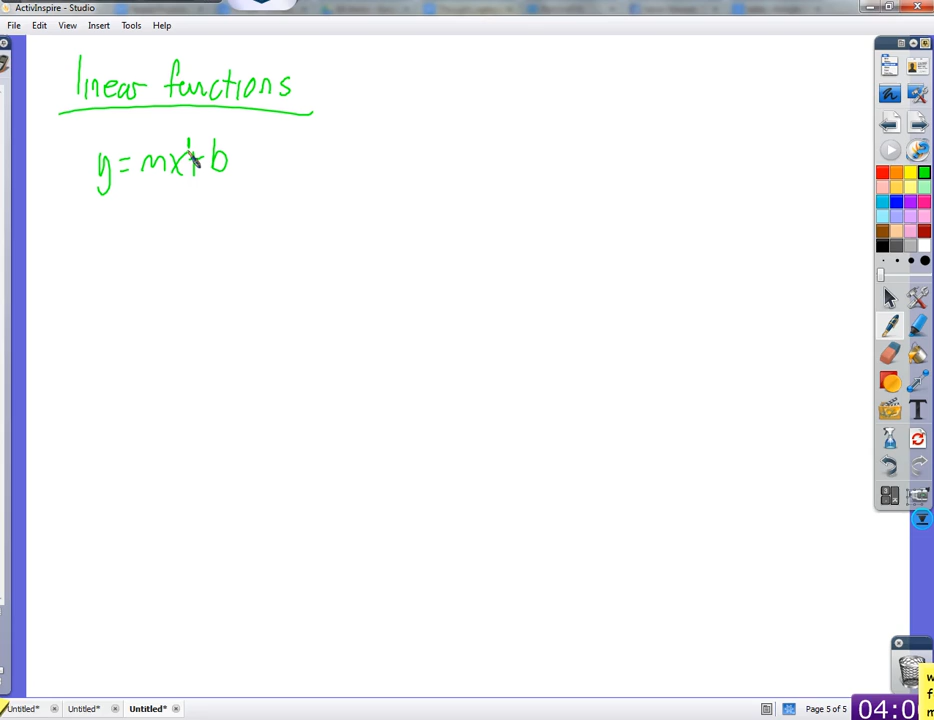 ActivInspire - Studio
File Edit View Insert Tools Help
linear functions
y = mx¹ + b
Untitled* Untitled* Untitled* Page 5 of 5
04:0
w
f
m